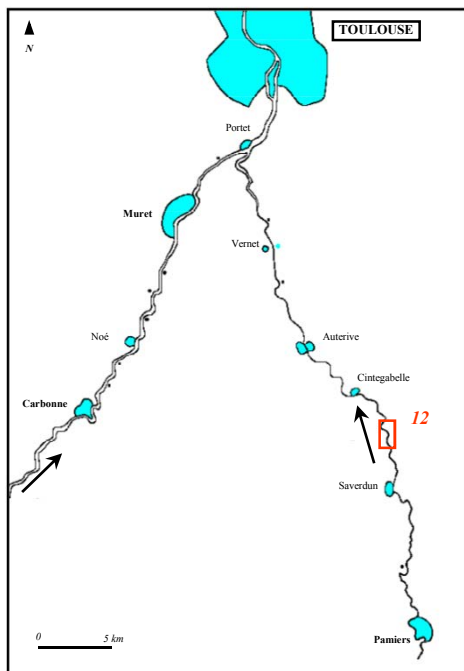 TOULOUSE
N
Portet
Muret
Vernet
Noé
Auterive
Cintegabelle
Carbonne
12
Saverdun
0 5 km
Pamiers